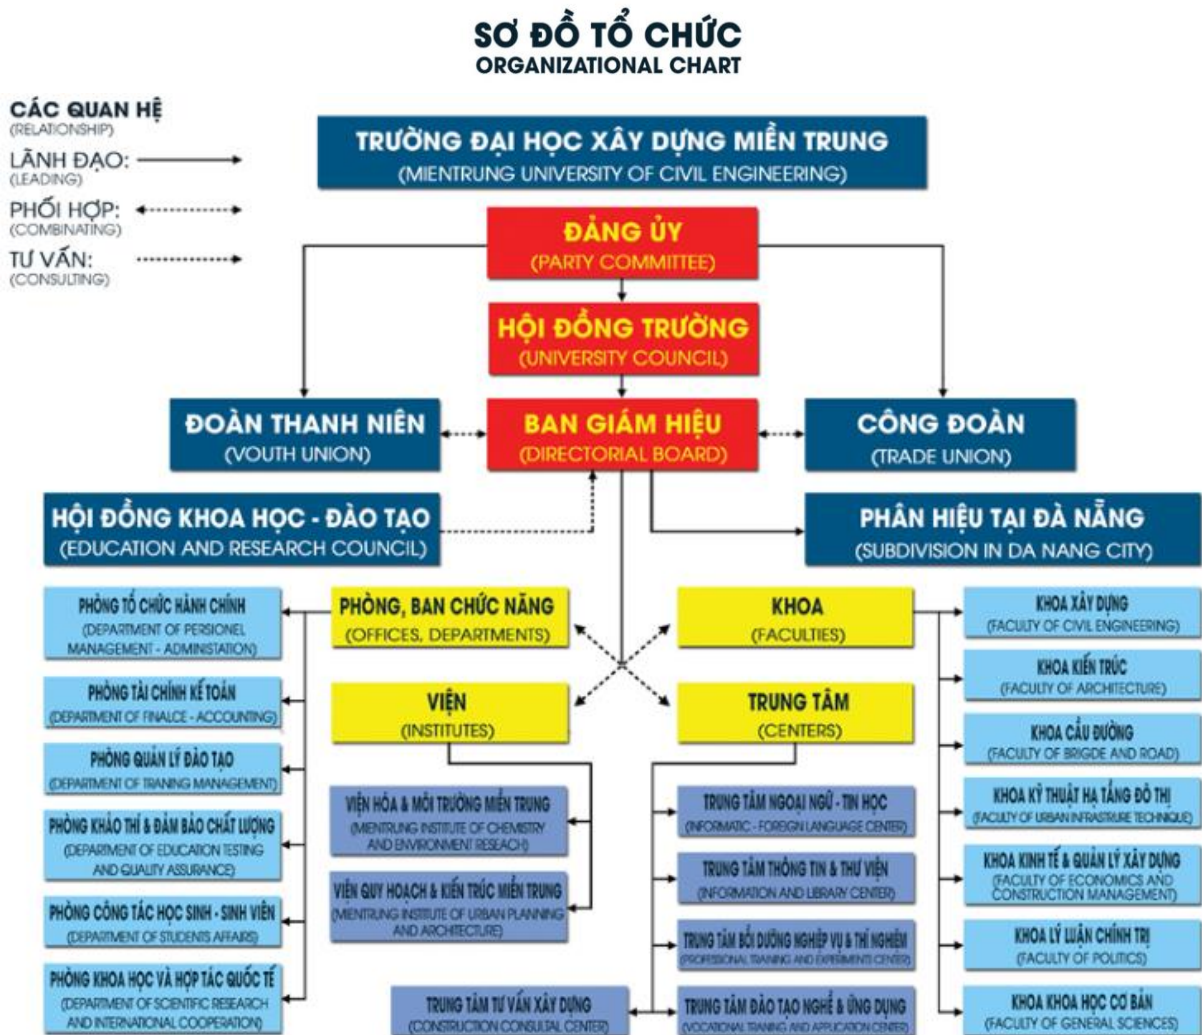 SƠ ĐỒ TỔ CHỨC
ORGANIZATIONAL CHART
CÁC QUAN HỆ
(RELATIONSHIP)
LÃNH ĐẠO:
(LEADING)
PHỐI HỢP:
(COMBINATING)
TƯ VẤN:
(CONSULTING)
TRƯỜNG ĐẠI HỌC XÂY DỰNG MIỀN TRUNG
(MIENTRUNG UNIVERSITY OF CIVIL ENGINEERING)
ĐẢNG ỦY
(PARTY COMMITTEE)
HỘI ĐỒNG TRƯỜNG
(UNIVERSITY COUNCIL)
ĐOÀN THANH NIÊN
(VOUTH UNION)
BAN GIÁM HIỆU
(DIRECTORIAL BOARD)
CÔNG ĐOÀN
(TRADE UNION)
HỘI ĐỒNG KHOA HỌC - ĐÀO TẠO
(EDUCATION AND RESEARCH COUNCIL)
PHÂN HIỆU TẠI ĐÀ NẴNG
(SUBDIVISION IN DA NANG CITY)
PHÒNG TỔ CHỨC HÀNH CHÍNH
(DEPARTMENT OF PERSIONEL
MANAGEMENT - ADMINISTATION)
PHÒNG TÀI CHÍNH KẾ TOÁN
(DEPARTMENT OF FINALCE - ACCOUNTING)
PHÒNG QUẢN LÝ ĐÀO TẠO
(DEPARTMENT OF TRANING MANAGEMENT)
PHÒNG KHẢO THÍ & ĐẢM BẢO CHẤT LƯỢNG
(DEPARTMENT OF EDUCATION TESTING
AND QUALITY ASSURANCE)
PHÒNG CÔNG TÁC HỌC SINH - SINH VIÊN
(DEPARTMENT OF STUDENTS AFFAIRS)
PHÒNG KHOA HỌC VÀ HỢP TÁC QUỐC TẾ
(DEPARTMENT OF SCIENTIFIC RESEARCH
AND INTERNATIONAL COOPERATION)
PHÒNG, BAN CHỨC NĂNG
(OFFICES, DEPARTMENTS)
KHOA
(FACULTIES)
VIỆN
(INSTITUTES)
TRUNG TÂM
(CENTERS)
VIỆN HÓA & MÔI TRƯỜNG MIỀN TRUNG
(MIENTRUNG INSTITUTE OF CHEMISTRY
AND ENVIRONMENT RESEACH)
VIỆN QUY HOẠCH & KIẾN TRÚC MIỀN TRUNG
(MIENTRUNG INSTITUTE OF URBAN PLANNING
AND ARCHITECTURE)
TRUNG TÂM NGOẠI NGỮ - TIN HỌC
(INFORMATIC - FOREIGN LANGUAGE CENTER)
TRUNG TÂM THÔNG TIN & THƯ VIỆN
(INFORMATION AND LIBRARY CENTER)
TRUNG TÂM BỒI DƯỠNG NGHIỆP VỤ & THÍ NGHIỆM
(PROFESSIONAL TRAINING AND EXPERIMENTS CENTER)
TRUNG TÂM TƯ VẤN XÂY DỰNG
(CONSTRUCTION CONSULTAL CENTER)
TRUNG TÂM ĐÀO TẠO NGHỀ & ỨNG DỤNG
(VOCATIONAL TRANING AND APPLICATION CENTER)
KHOA XÂY DỰNG
(FACULTY OF CIVIL ENGINEERING)
KHOA KIẾN TRÚC
(FACULTY OF ARCHITECTURE)
KHOA CẦU ĐƯỜNG
(FACULTY OF BRIGDE AND ROAD)
KHOA KỸ THUẬT HẠ TẦNG ĐÔ THỊ
(FACULTY OF URBAN INFRASTRURE TECHNIQUE)
KHOA KINH TẾ & QUẢN LÝ XÂY DỰNG
(FACULTY OF ECONOMICS AND
CONSTRUCTION MANAGEMENT)
KHOA LÝ LUẬN CHÍNH TRỊ
(FACULTY OF POLITICS)
KHOA KHOA HỌC CƠ BẢN
(FACULTY OF GENERAL SCIENCES)